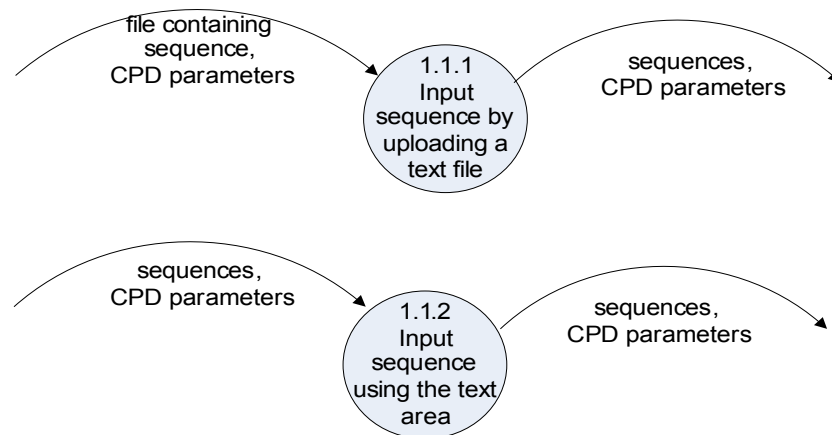 file containing
sequence,
CPD parameters
1.1.1
Input
sequence by
uploading a
text file
sequences,
CPD parameters
sequences,
CPD parameters
1.1.2
Input
sequence
using the text
area
sequences,
CPD parameters